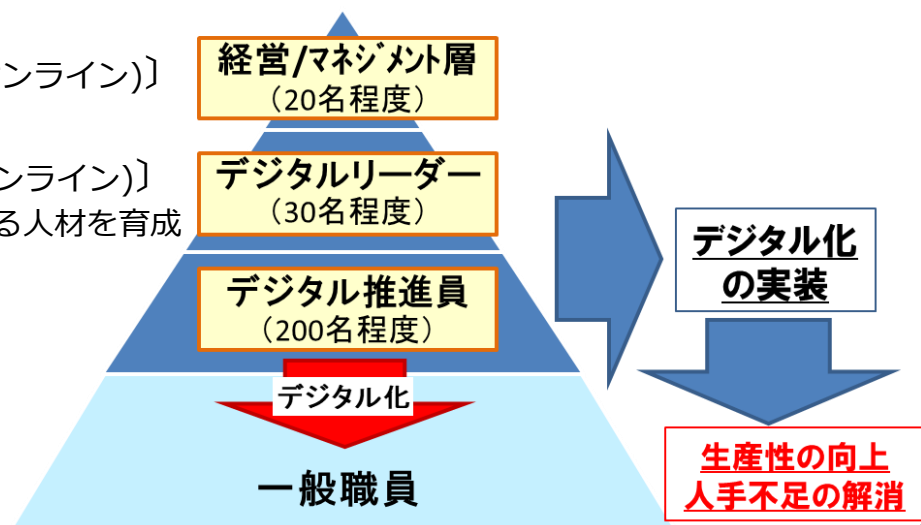 ンライン)〕
経営/マネジメント層
（20名程度）
ンライン)〕
る人材を育成
デジタルリーダー
（30名程度）
デジタル推進員
（200名程度）
デジタル化
一般職員
デジタル化
の実装
生産性の向上
人手不足の解消